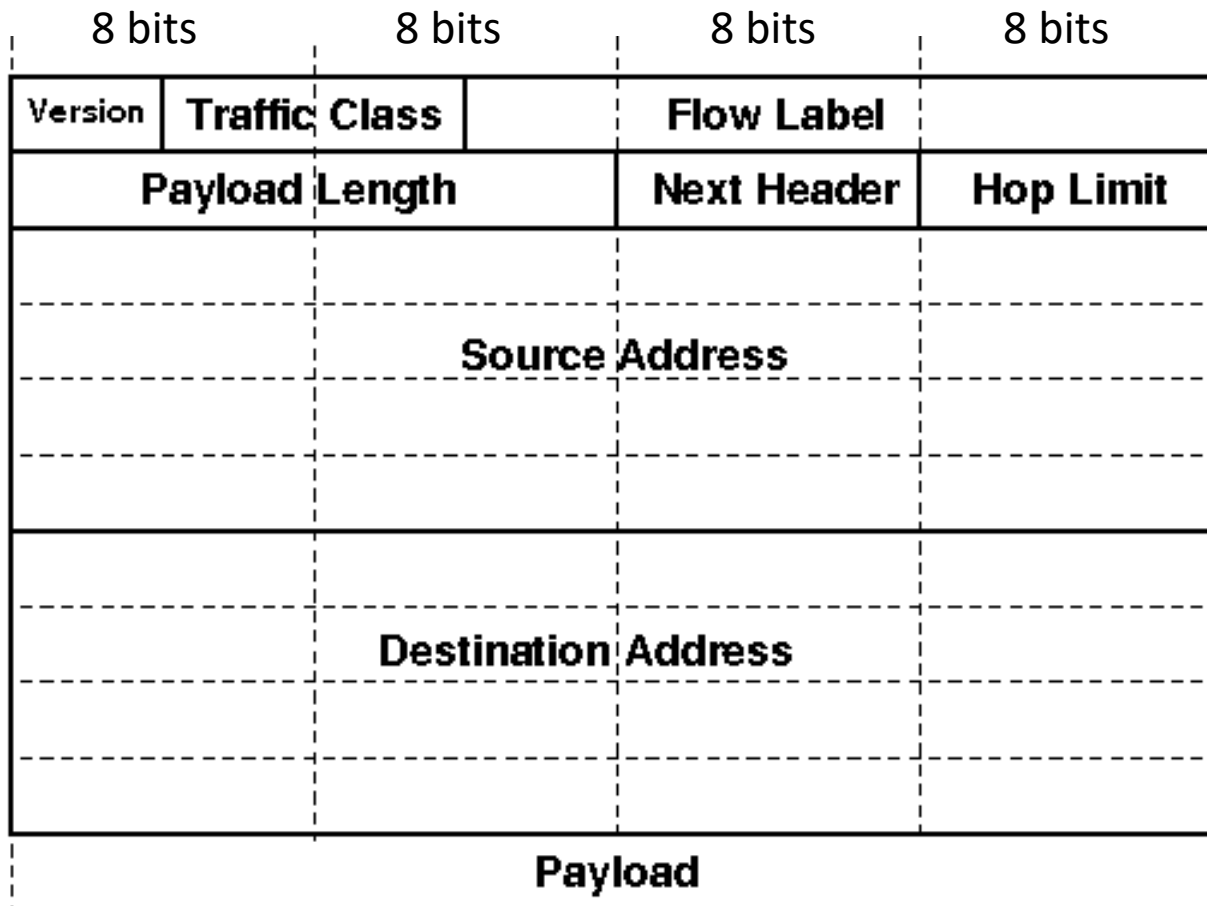 8 bits 8 bits 8 bits 8 bits
Version Traffic Class Flow Label
Payload Length Next Header Hop Limit
Source Address
Destination Address
Payload